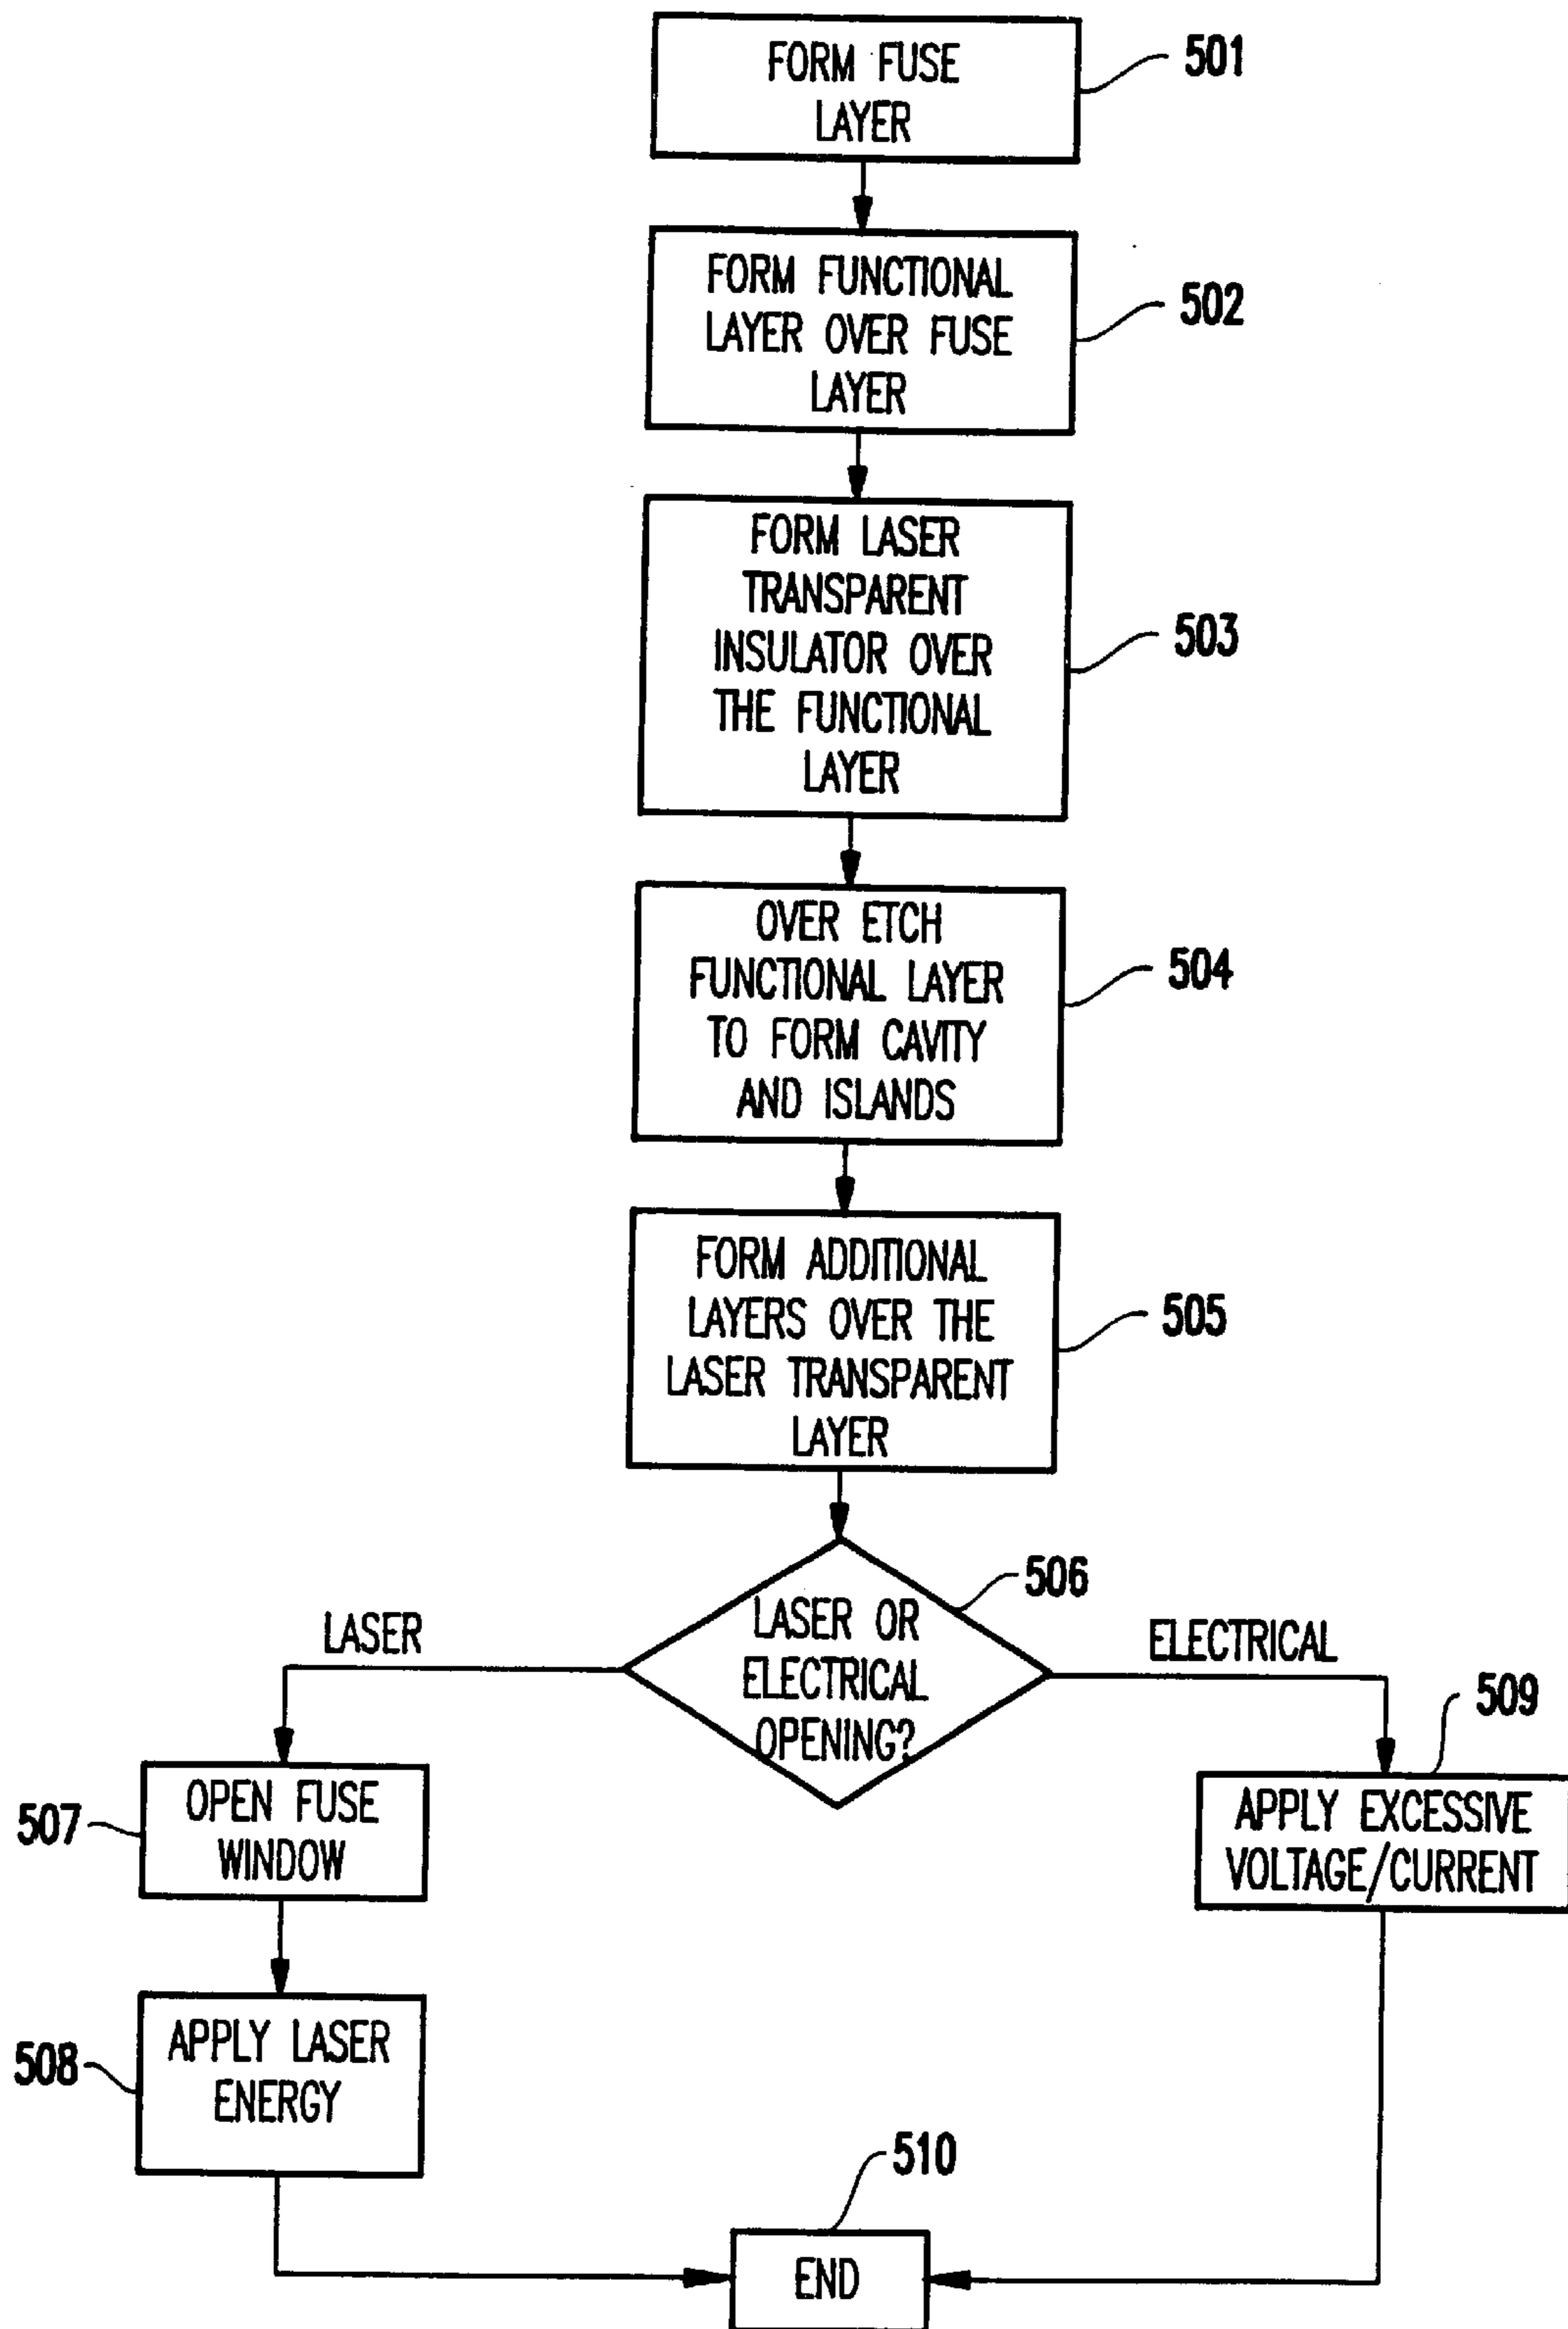 FORM FUSE
LAYER
501
FORM FUNCTIONAL
LAYER OVER FUSE
LAYER
502
FORM LASER
TRANSPARENT
INSULATOR OVER
THE FUNCTIONAL
LAYER
503
OVER ETCH
FUNCTIONAL LAYER
TO FORM CAVITY
AND ISLANDS
504
FORM ADDITIONAL
LAYERS OVER THE
LASER TRANSPARENT
LAYER
505
LASER OR
ELECTRICAL
OPENING?
506
LASER
ELECTRICAL
OPEN FUSE
WINDOW
507
APPLY EXCESSIVE
VOLTAGE/CURRENT
509
APPLY LASER
ENERGY
508
END
510